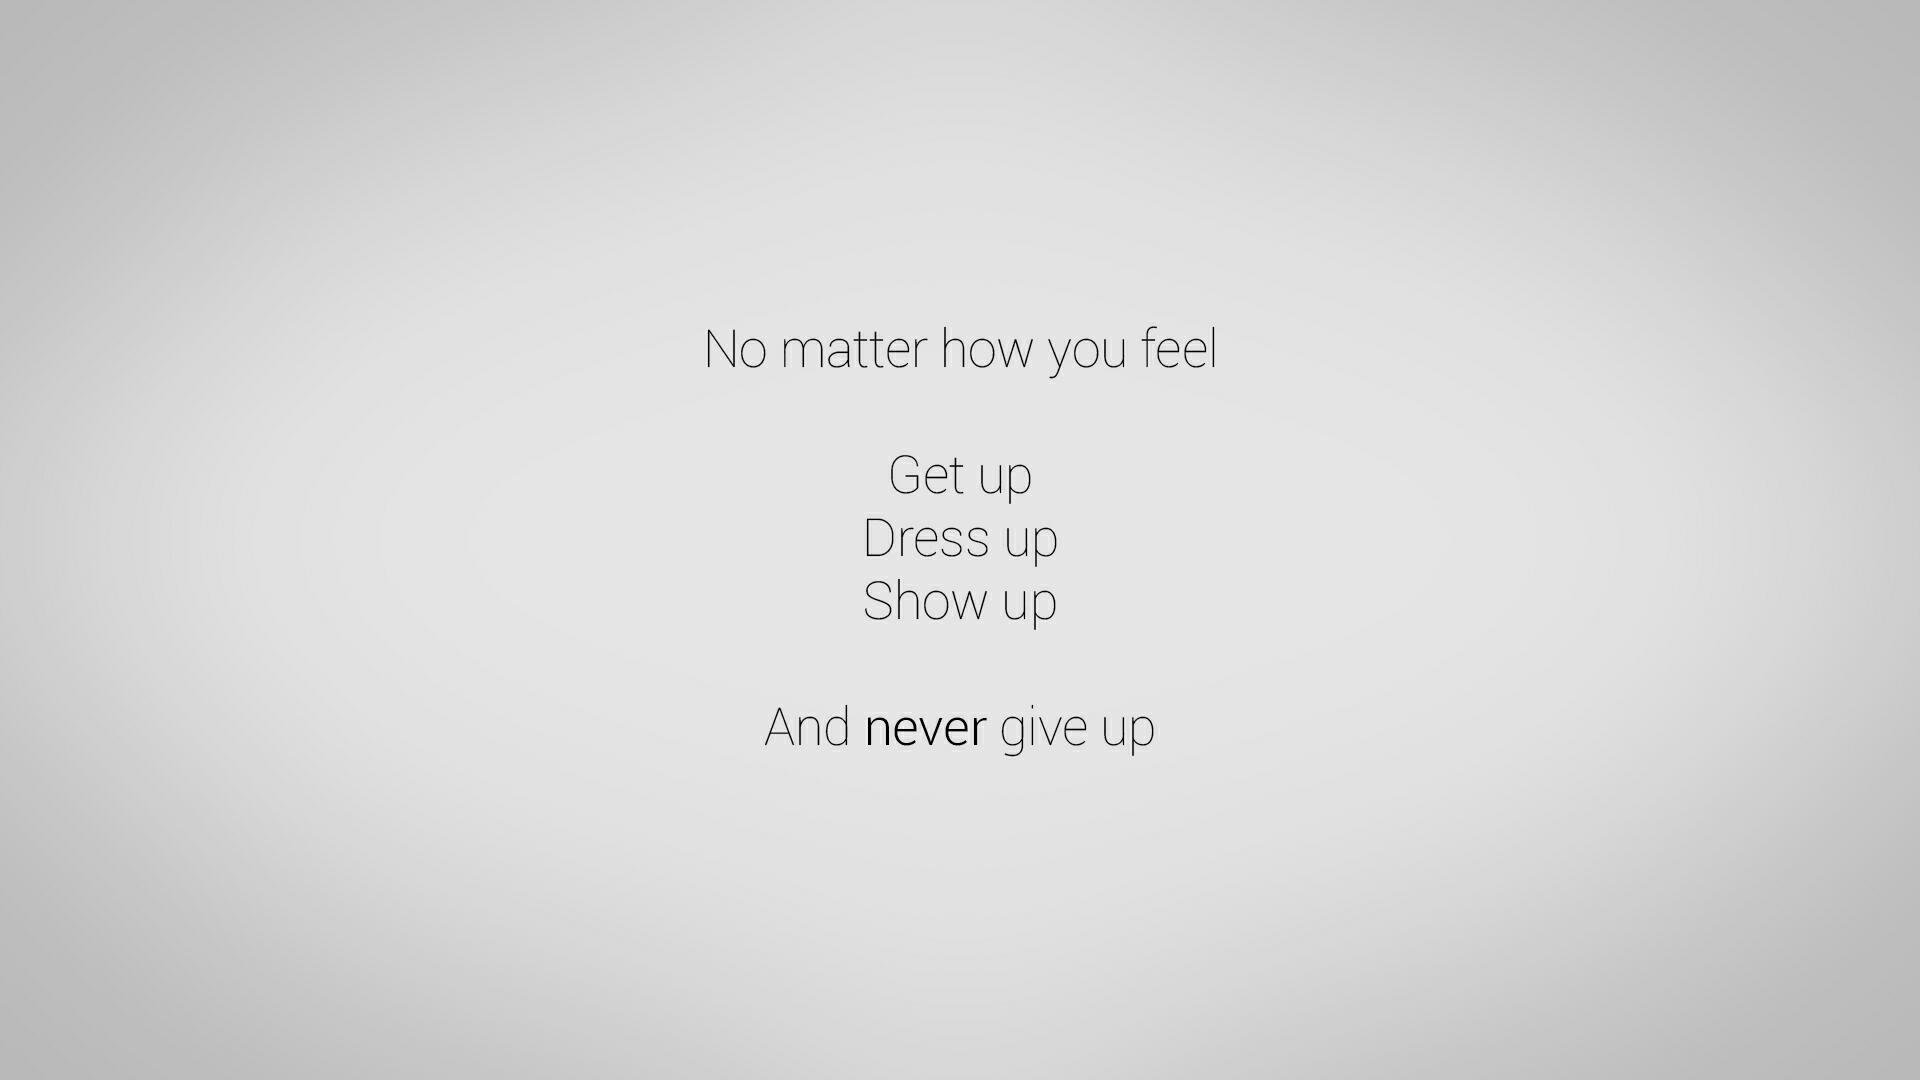 No matter how you feel
Get up
Dress up
Show up
And never give up